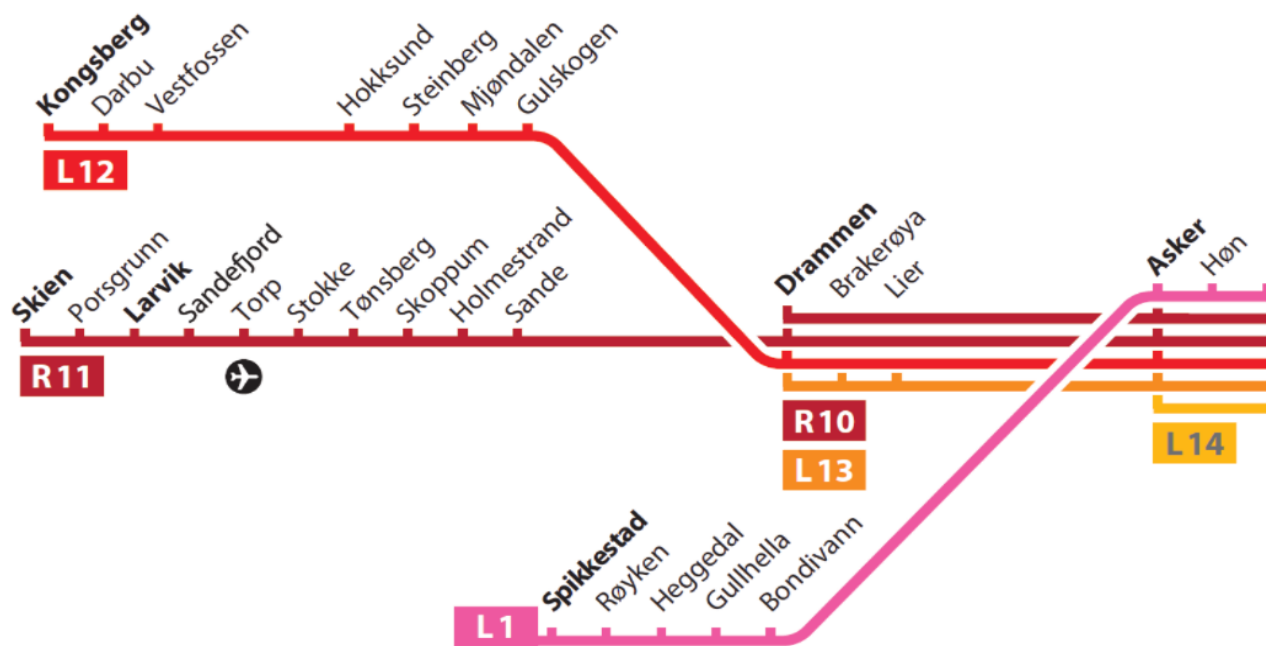 Kongsberg
Darbu
Vestfossen
Hokksund
Steinberg
Mjøndalen
Gulskogen
L12
Skien
Porsgrunn
Larvik
Sandefjord
Torp
Stokke
Tønsberg
Skoppum
Holmestrand
Sande
R11
Drammen
Brakerøya
Lier
R10
L13
Asker
Høn
L14
Spikkestad
Røyken
Heggedal
Gullhella
Bondivann
L1